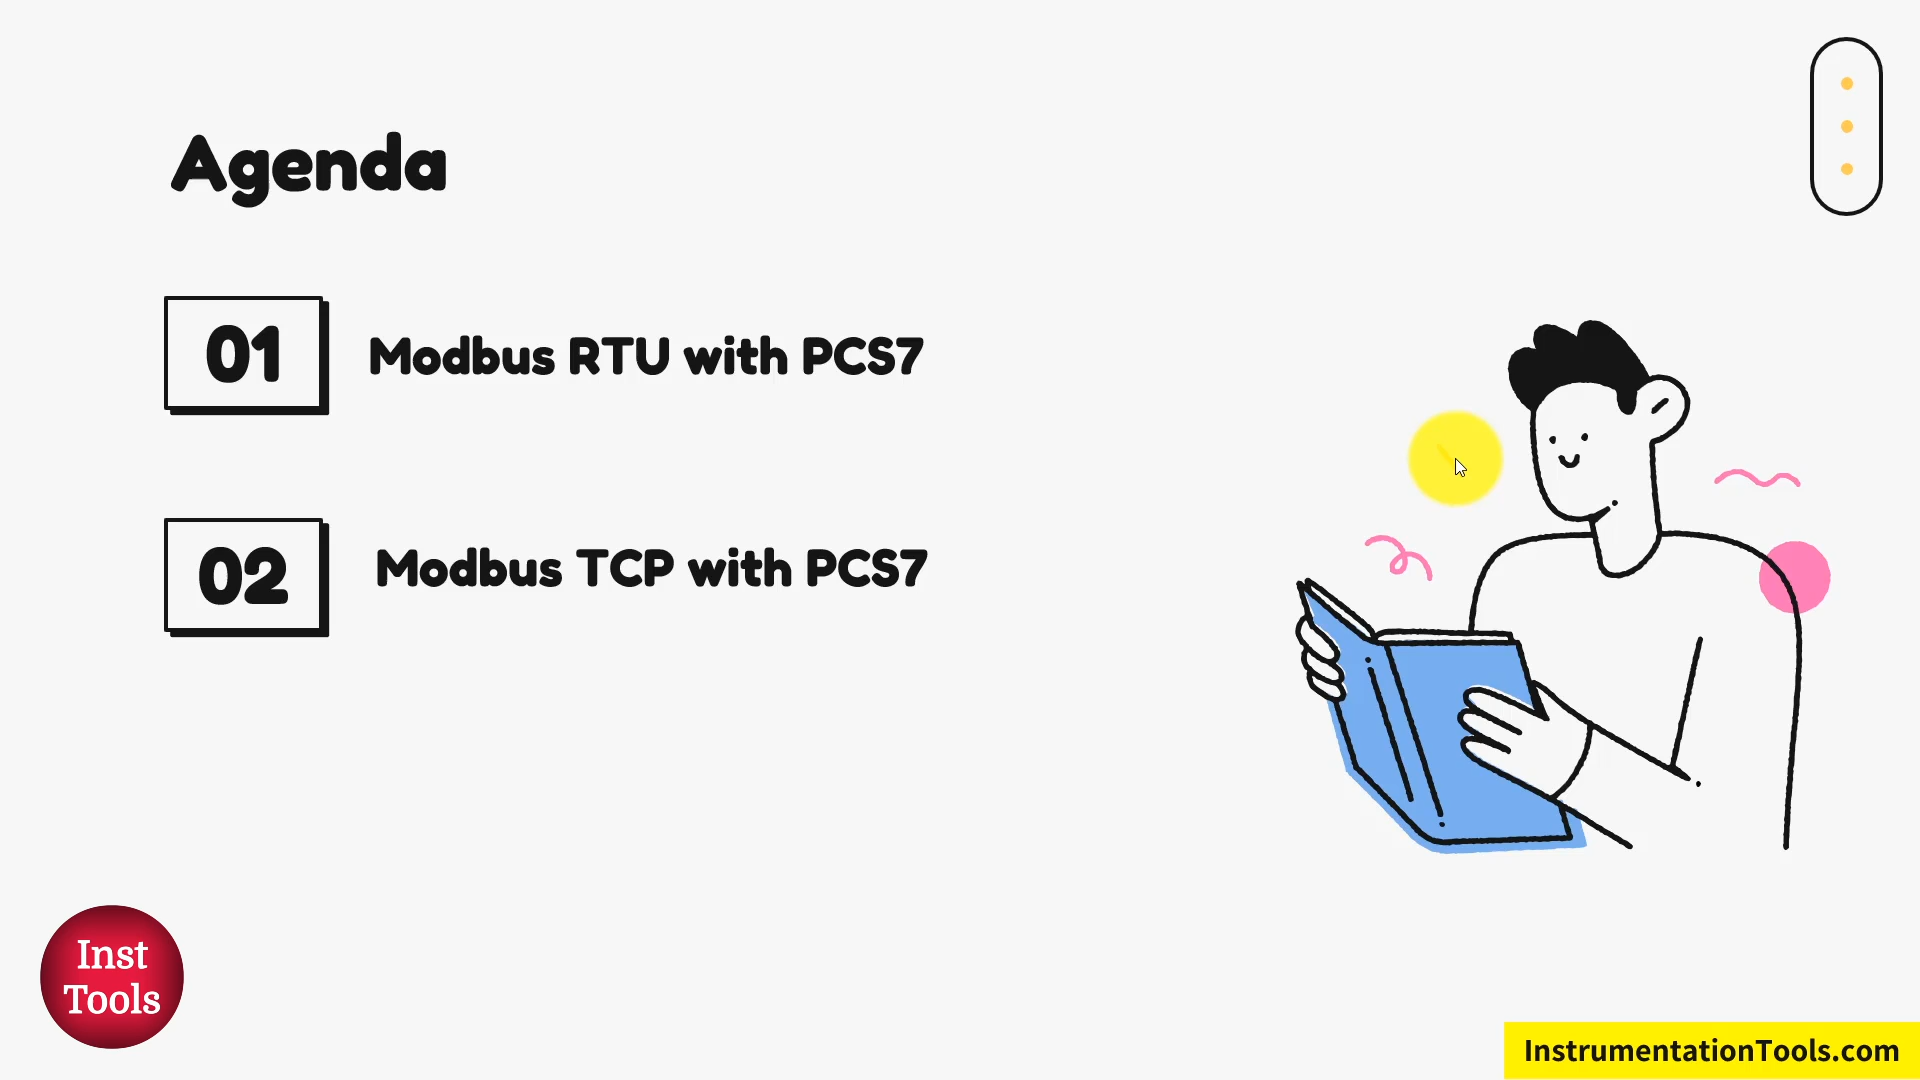 Agenda
01
Modbus RTU with PCS7
02
Modbus TCP with PCS7
Inst
Tools
InstrumentationTools.com